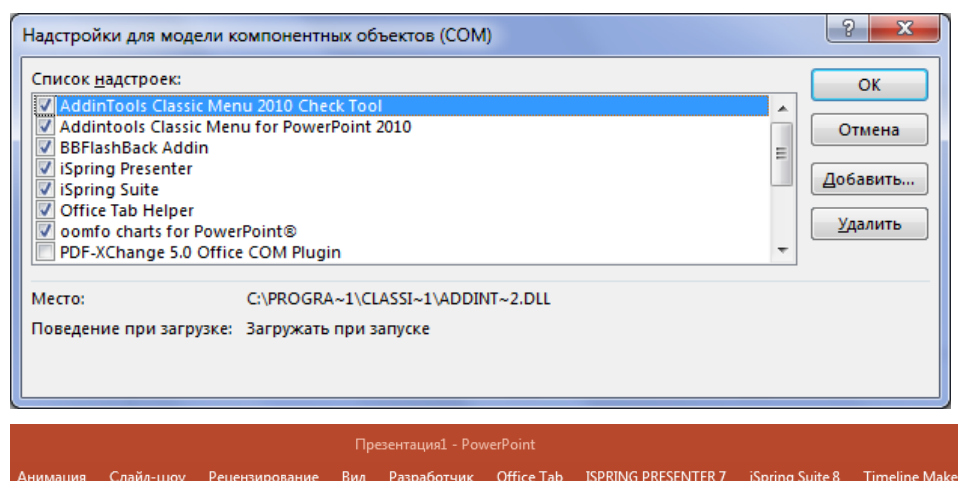 Надстройки для модели компонентных объектов (COM)
Список надстроек:
AddinTools Classic Menu 2010 Check Tool
Addintools Classic Menu for PowerPoint 2010
BBFlashBack Addin
iSpring Presenter
iSpring Suite
Office Tab Helper
oomfo charts for PowerPoint®
PDF-XChange 5.0 Office COM Plugin
OK
Отмена
Добавить...
Удалить
Место: C:\PROGRA~1\CLASSI~1\ADDINT~2.DLL
Поведение при загрузке: Загружать при запуске
Презентация1 - PowerPoint
Анимация Слайд-шоу Рецензирование Вид Разработчик Office Tab ISPRING PRESENTER 7 iSpring Suite 8 Timeline Make